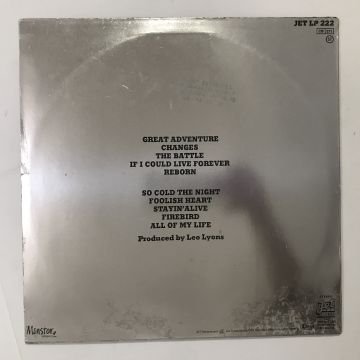 JET LP 222
GREAT ADVENTURE
CHANGES
THE BATTLE
IF I COULD LIVE FOREVER
REBORN
SO COLD THE NIGHT
FOOLISH HEART
STAYIN'ALIVE
FIREBIRD
ALL OF MY LIFE
Produced by Leo Lyons